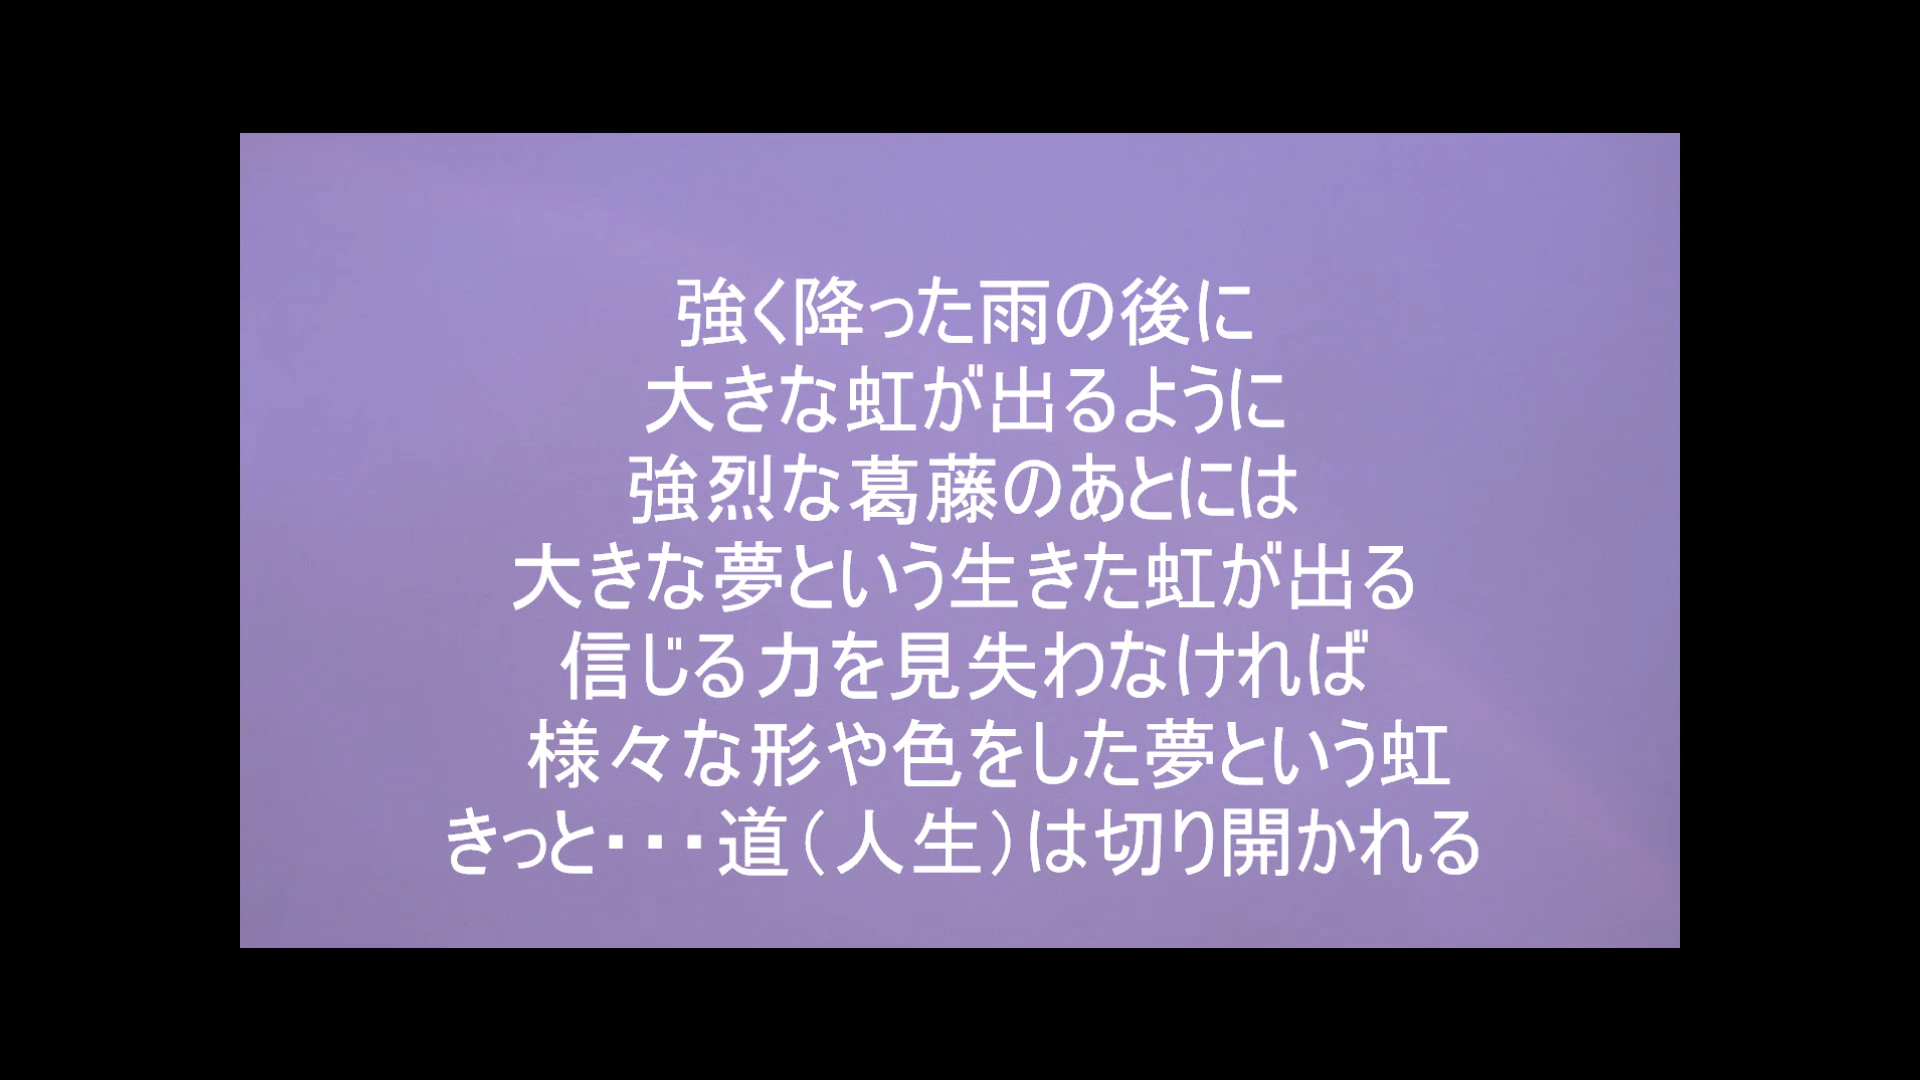 強く降った雨の後に
大きな虹が出るように
強烈な葛藤のあとには
大きな夢という生きた虹が出る
信じる力を見失わなければ
様々な形や色をした夢という虹
きっと・・・道（人生）は切り開かれる